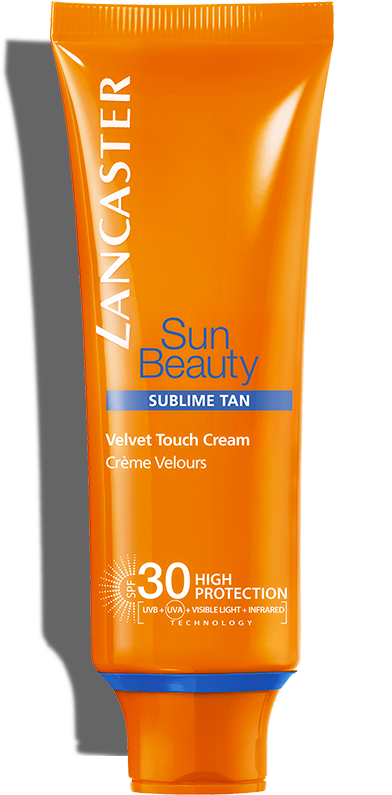 LANCASTER
Sun
Beauty
SUBLIME TAN
Velvet Touch Cream
Crème Velours
SPF 30 HIGH
PROTECTION
UVB + UVA + VISIBLE LIGHT + INFRARED
TECHNOLOGY